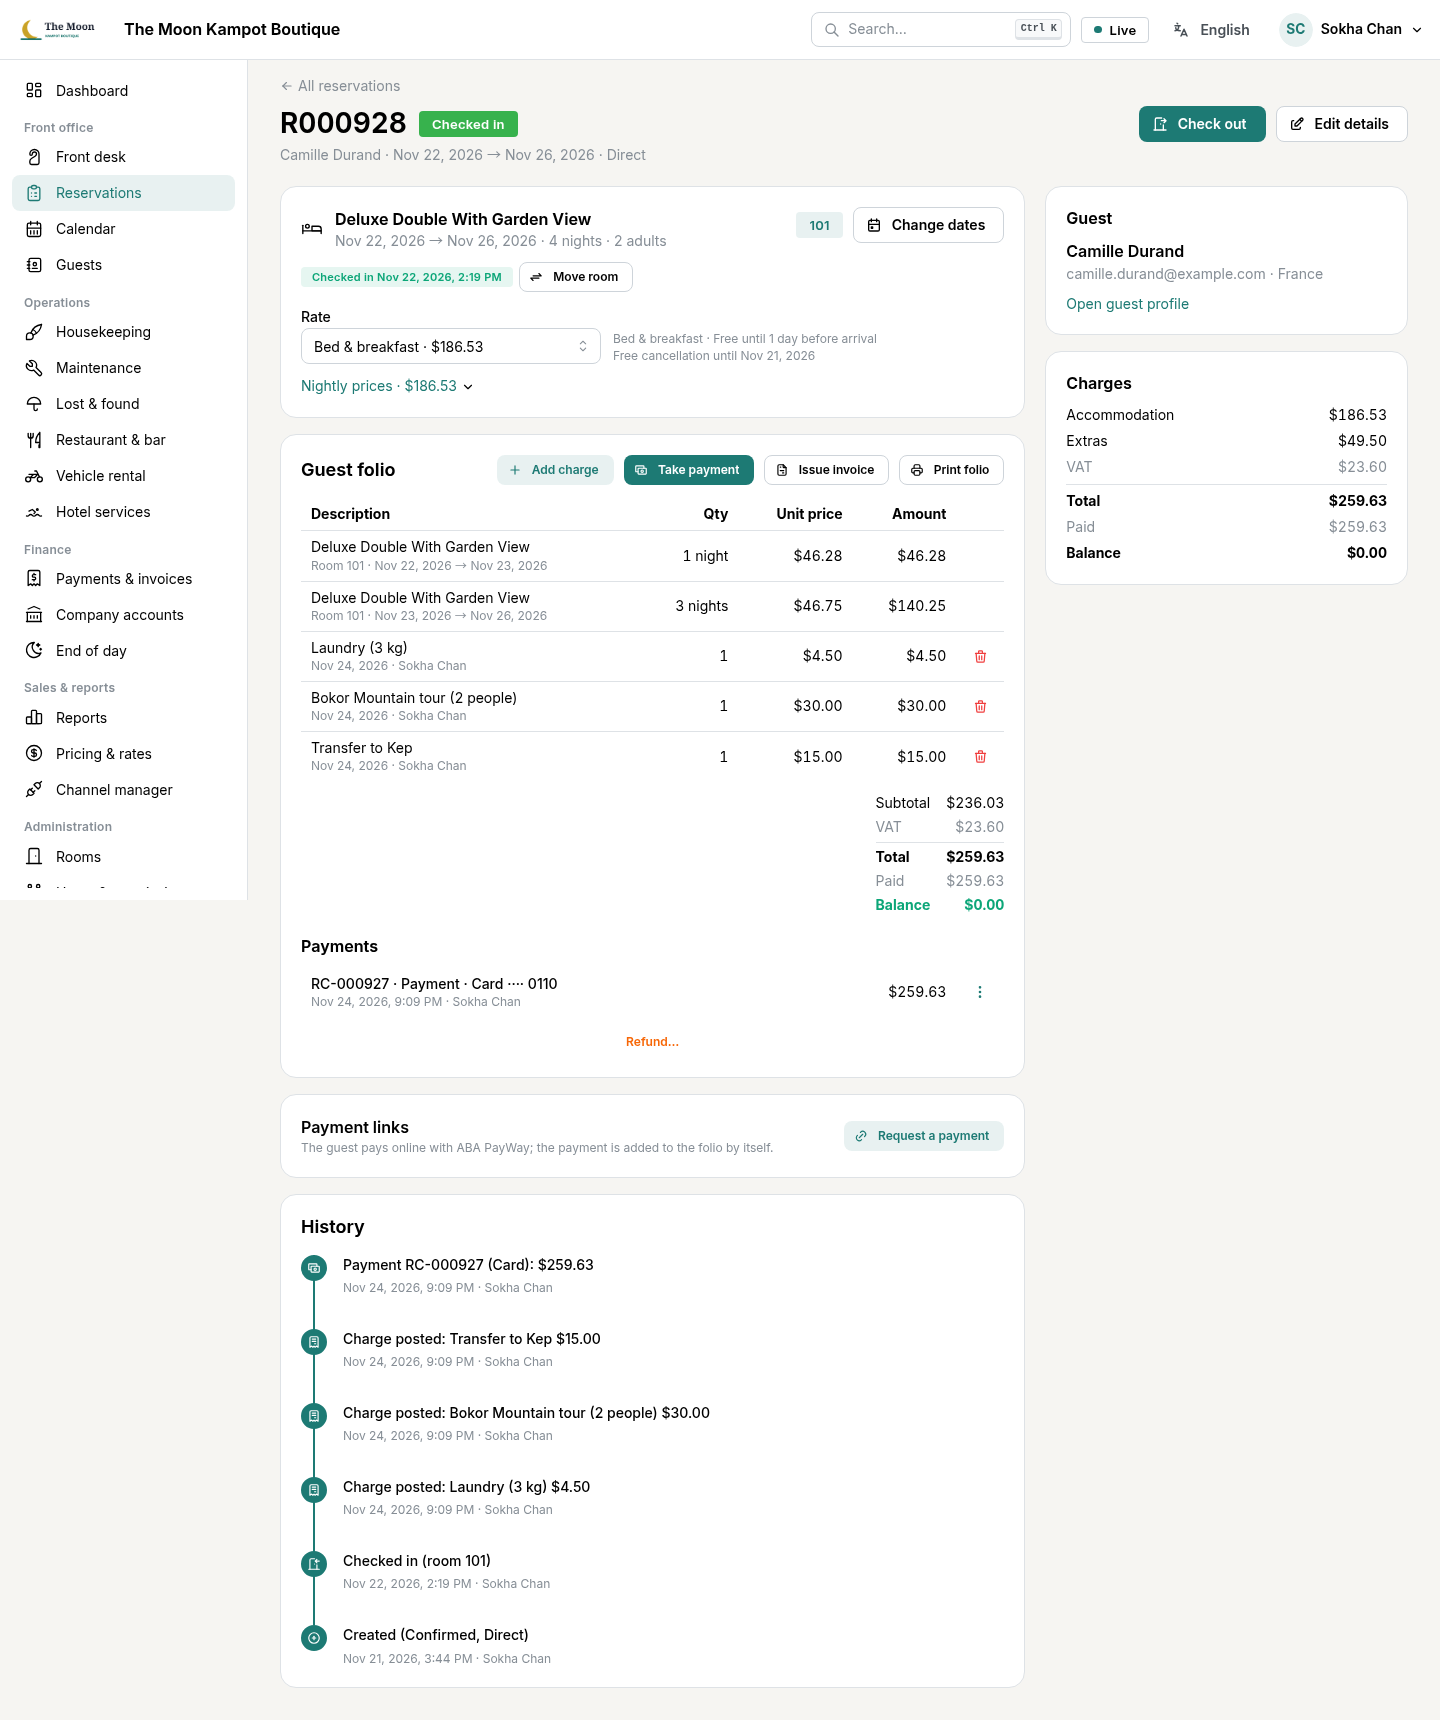 The Moon
KAMPOT BOUTIQUE
The Moon Kampot Boutique
Search...
Ctrl K
Live
English
SC
Sokha Chan
Dashboard
Front office
Front desk
Reservations
Calendar
Guests
Operations
Housekeeping
Maintenance
Lost & found
Restaurant & bar
Vehicle rental
Hotel services
Finance
Payments & invoices
Company accounts
End of day
Sales & reports
Reports
Pricing & rates
Channel manager
Administration
Rooms
← All reservations
R000928
Checked in
Camille Durand · Nov 22, 2026 → Nov 26, 2026 · Direct
Check out
Edit details
Deluxe Double With Garden View
Nov 22, 2026 → Nov 26, 2026 · 4 nights · 2 adults
101
Change dates
Checked in Nov 22, 2026, 2:19 PM
Move room
Rate
Bed & breakfast · $186.53
Bed & breakfast · Free until 1 day before arrival
Free cancellation until Nov 21, 2026
Nightly prices · $186.53
Guest folio
Add charge
Take payment
Issue invoice
Print folio
Description Qty Unit price Amount
Deluxe Double With Garden View 1 night $46.28 $46.28
Room 101 · Nov 22, 2026 → Nov 23, 2026
Deluxe Double With Garden View 3 nights $46.75 $140.25
Room 101 · Nov 23, 2026 → Nov 26, 2026
Laundry (3 kg) 1 $4.50 $4.50
Nov 24, 2026 · Sokha Chan
Bokor Mountain tour (2 people) 1 $30.00 $30.00
Nov 24, 2026 · Sokha Chan
Transfer to Kep 1 $15.00 $15.00
Nov 24, 2026 · Sokha Chan
Subtotal $236.03
VAT $23.60
Total $259.63
Paid $259.63
Balance $0.00
Payments
RC-000927 · Payment · Card ···· 0110 $259.63
Nov 24, 2026, 9:09 PM · Sokha Chan
Refund...
Payment links
The guest pays online with ABA PayWay; the payment is added to the folio by itself.
Request a payment
History
Payment RC-000927 (Card): $259.63
Nov 24, 2026, 9:09 PM · Sokha Chan
Charge posted: Transfer to Kep $15.00
Nov 24, 2026, 9:09 PM · Sokha Chan
Charge posted: Bokor Mountain tour (2 people) $30.00
Nov 24, 2026, 9:09 PM · Sokha Chan
Charge posted: Laundry (3 kg) $4.50
Nov 24, 2026, 9:09 PM · Sokha Chan
Checked in (room 101)
Nov 22, 2026, 2:19 PM · Sokha Chan
Created (Confirmed, Direct)
Nov 21, 2026, 3:44 PM · Sokha Chan
Guest
Camille Durand
camille.durand@example.com · France
Open guest profile
Charges
Accommodation $186.53
Extras $49.50
VAT $23.60
Total $259.63
Paid $259.63
Balance $0.00